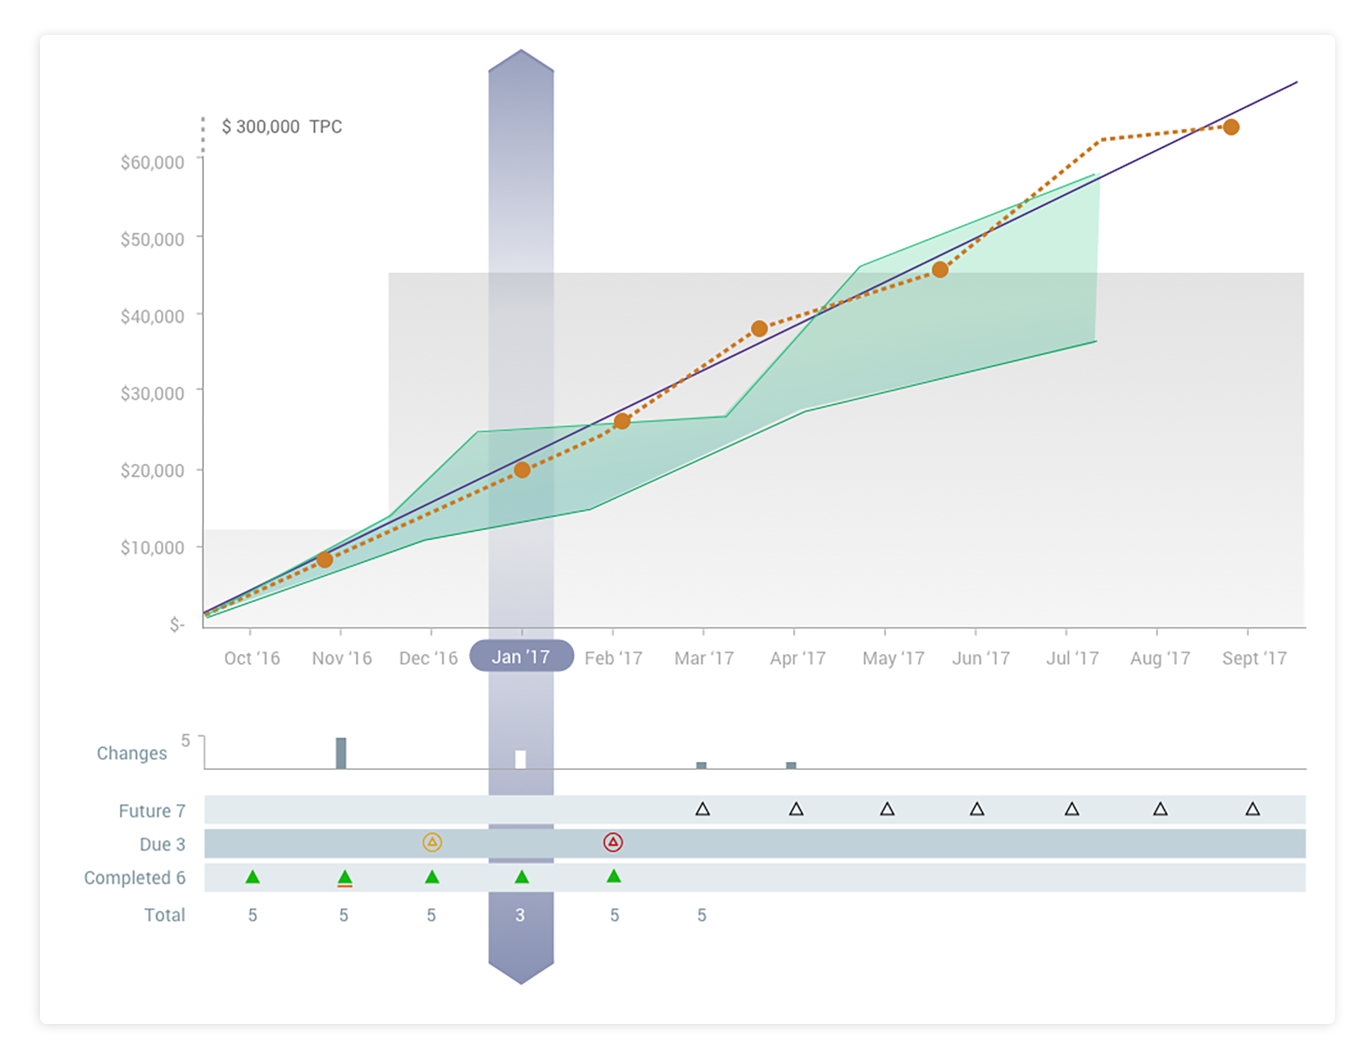 $ 300,000 TPC
$60,000
$50,000
$40,000
$30,000
$20,000
$10,000
$-
Oct ‘16 Nov ‘16 Dec ‘16 Jan ‘17 Feb ‘17 Mar ‘17 Apr ‘17 May ‘17 Jun ‘17 Jul ‘17 Aug ‘17 Sept ‘17
5
Changes
Future 7
Due 3
Completed 6
Total 5 5 5 3 5 5